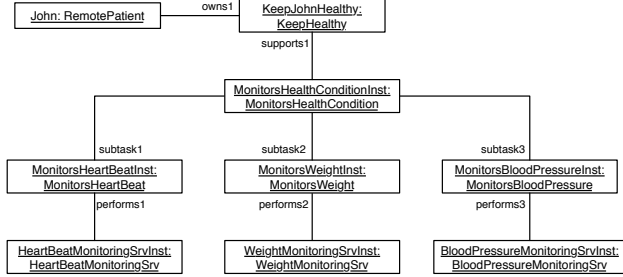 John: RemotePatient
owns1
KeepJohnHealthy:
KeepHealthy
supports1
MonitorsHealthConditionInst:
MonitorsHealthCondition
subtask1
subtask2
subtask3
MonitorsHeartBeatInst:
MonitorsHeartBeat
MonitorsWeightInst:
MonitorsWeight
MonitorsBloodPressureInst:
MonitorsBloodPressure
performs1
performs2
performs3
HeartBeatMonitoringSrvInst:
HeartBeatMonitoringSrv
WeightMonitoringSrvInst:
WeightMonitoringSrv
BloodPressureMonitoringSrvInst:
BloodPressureMonitoringSrv